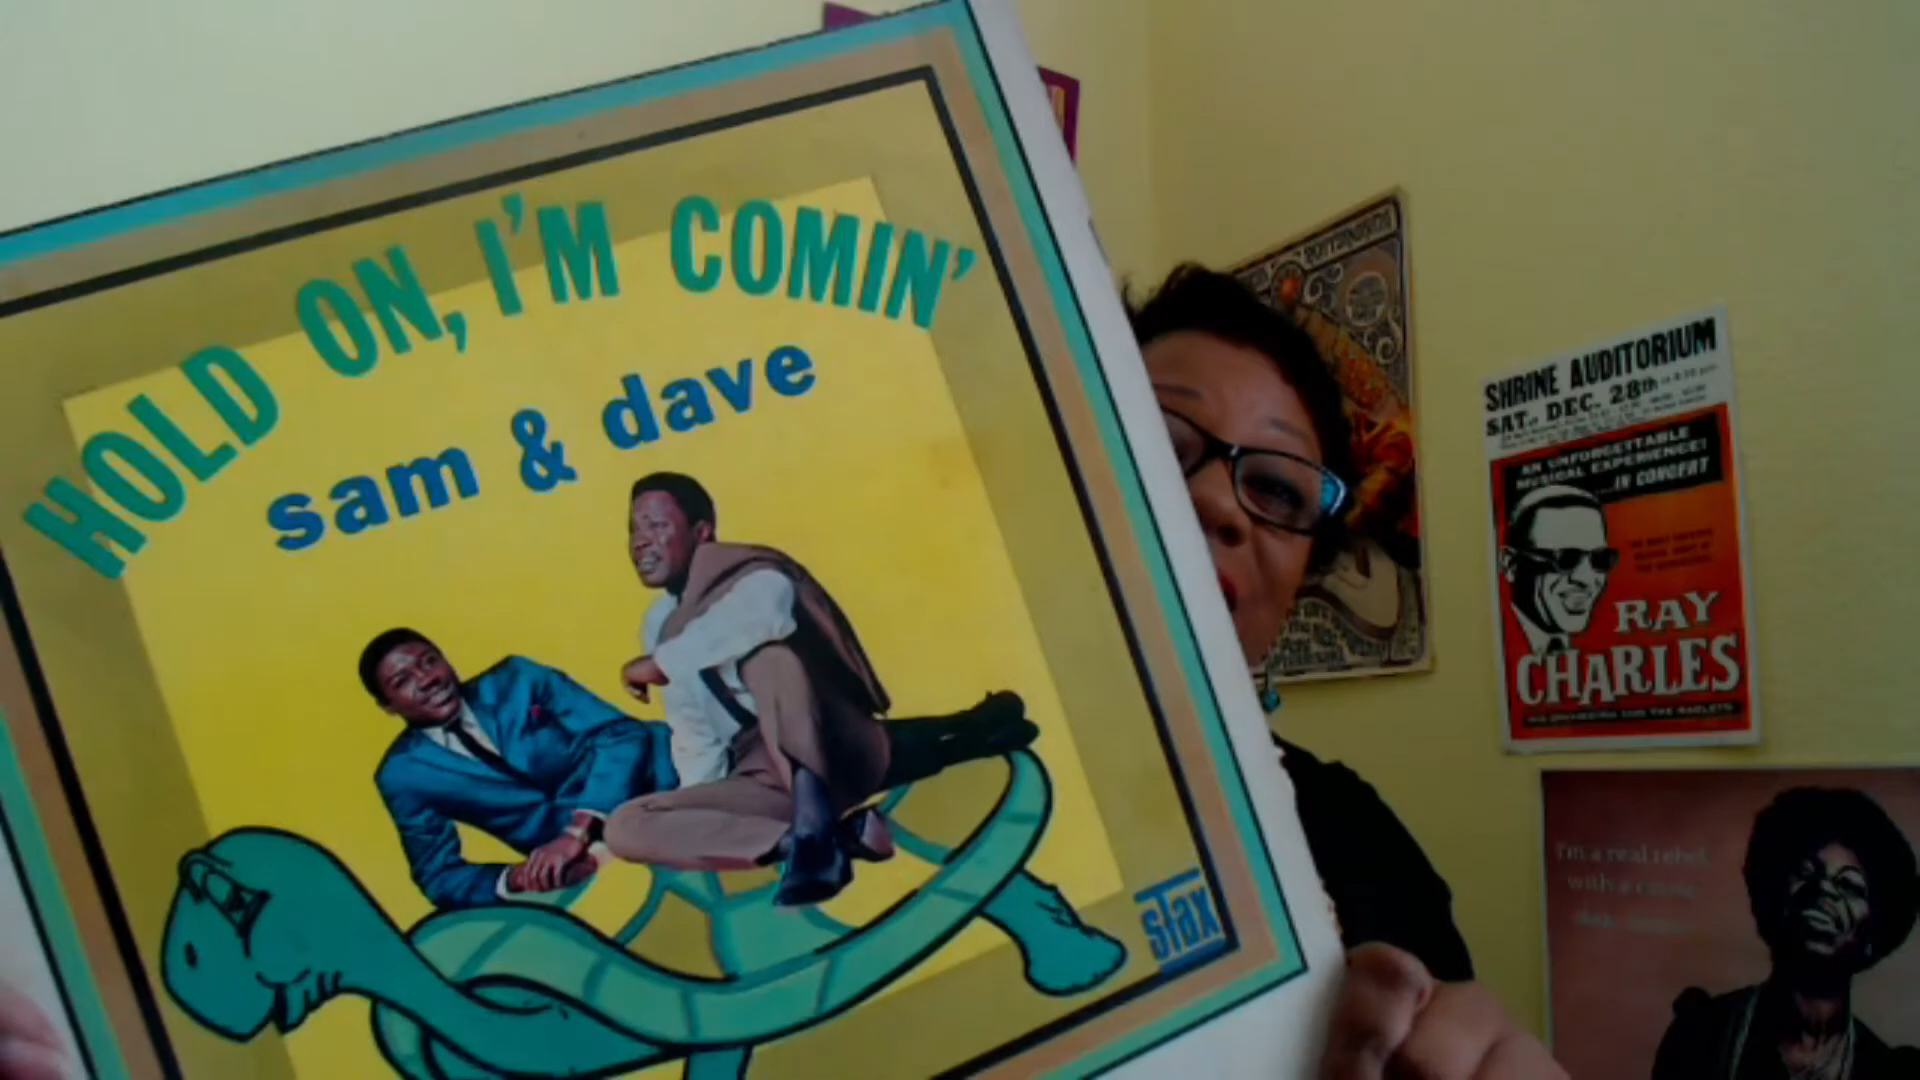 HOLD ON, I'M COMIN'
sam & dave
stax
SHRINE AUDITORIUM
SAT., DEC. 28th
AN UNFORGETTABLE
MUSICAL EXPERIENCE!
...IN CONCERT
RAY
CHARLES
I'm a real rebel
with a cause